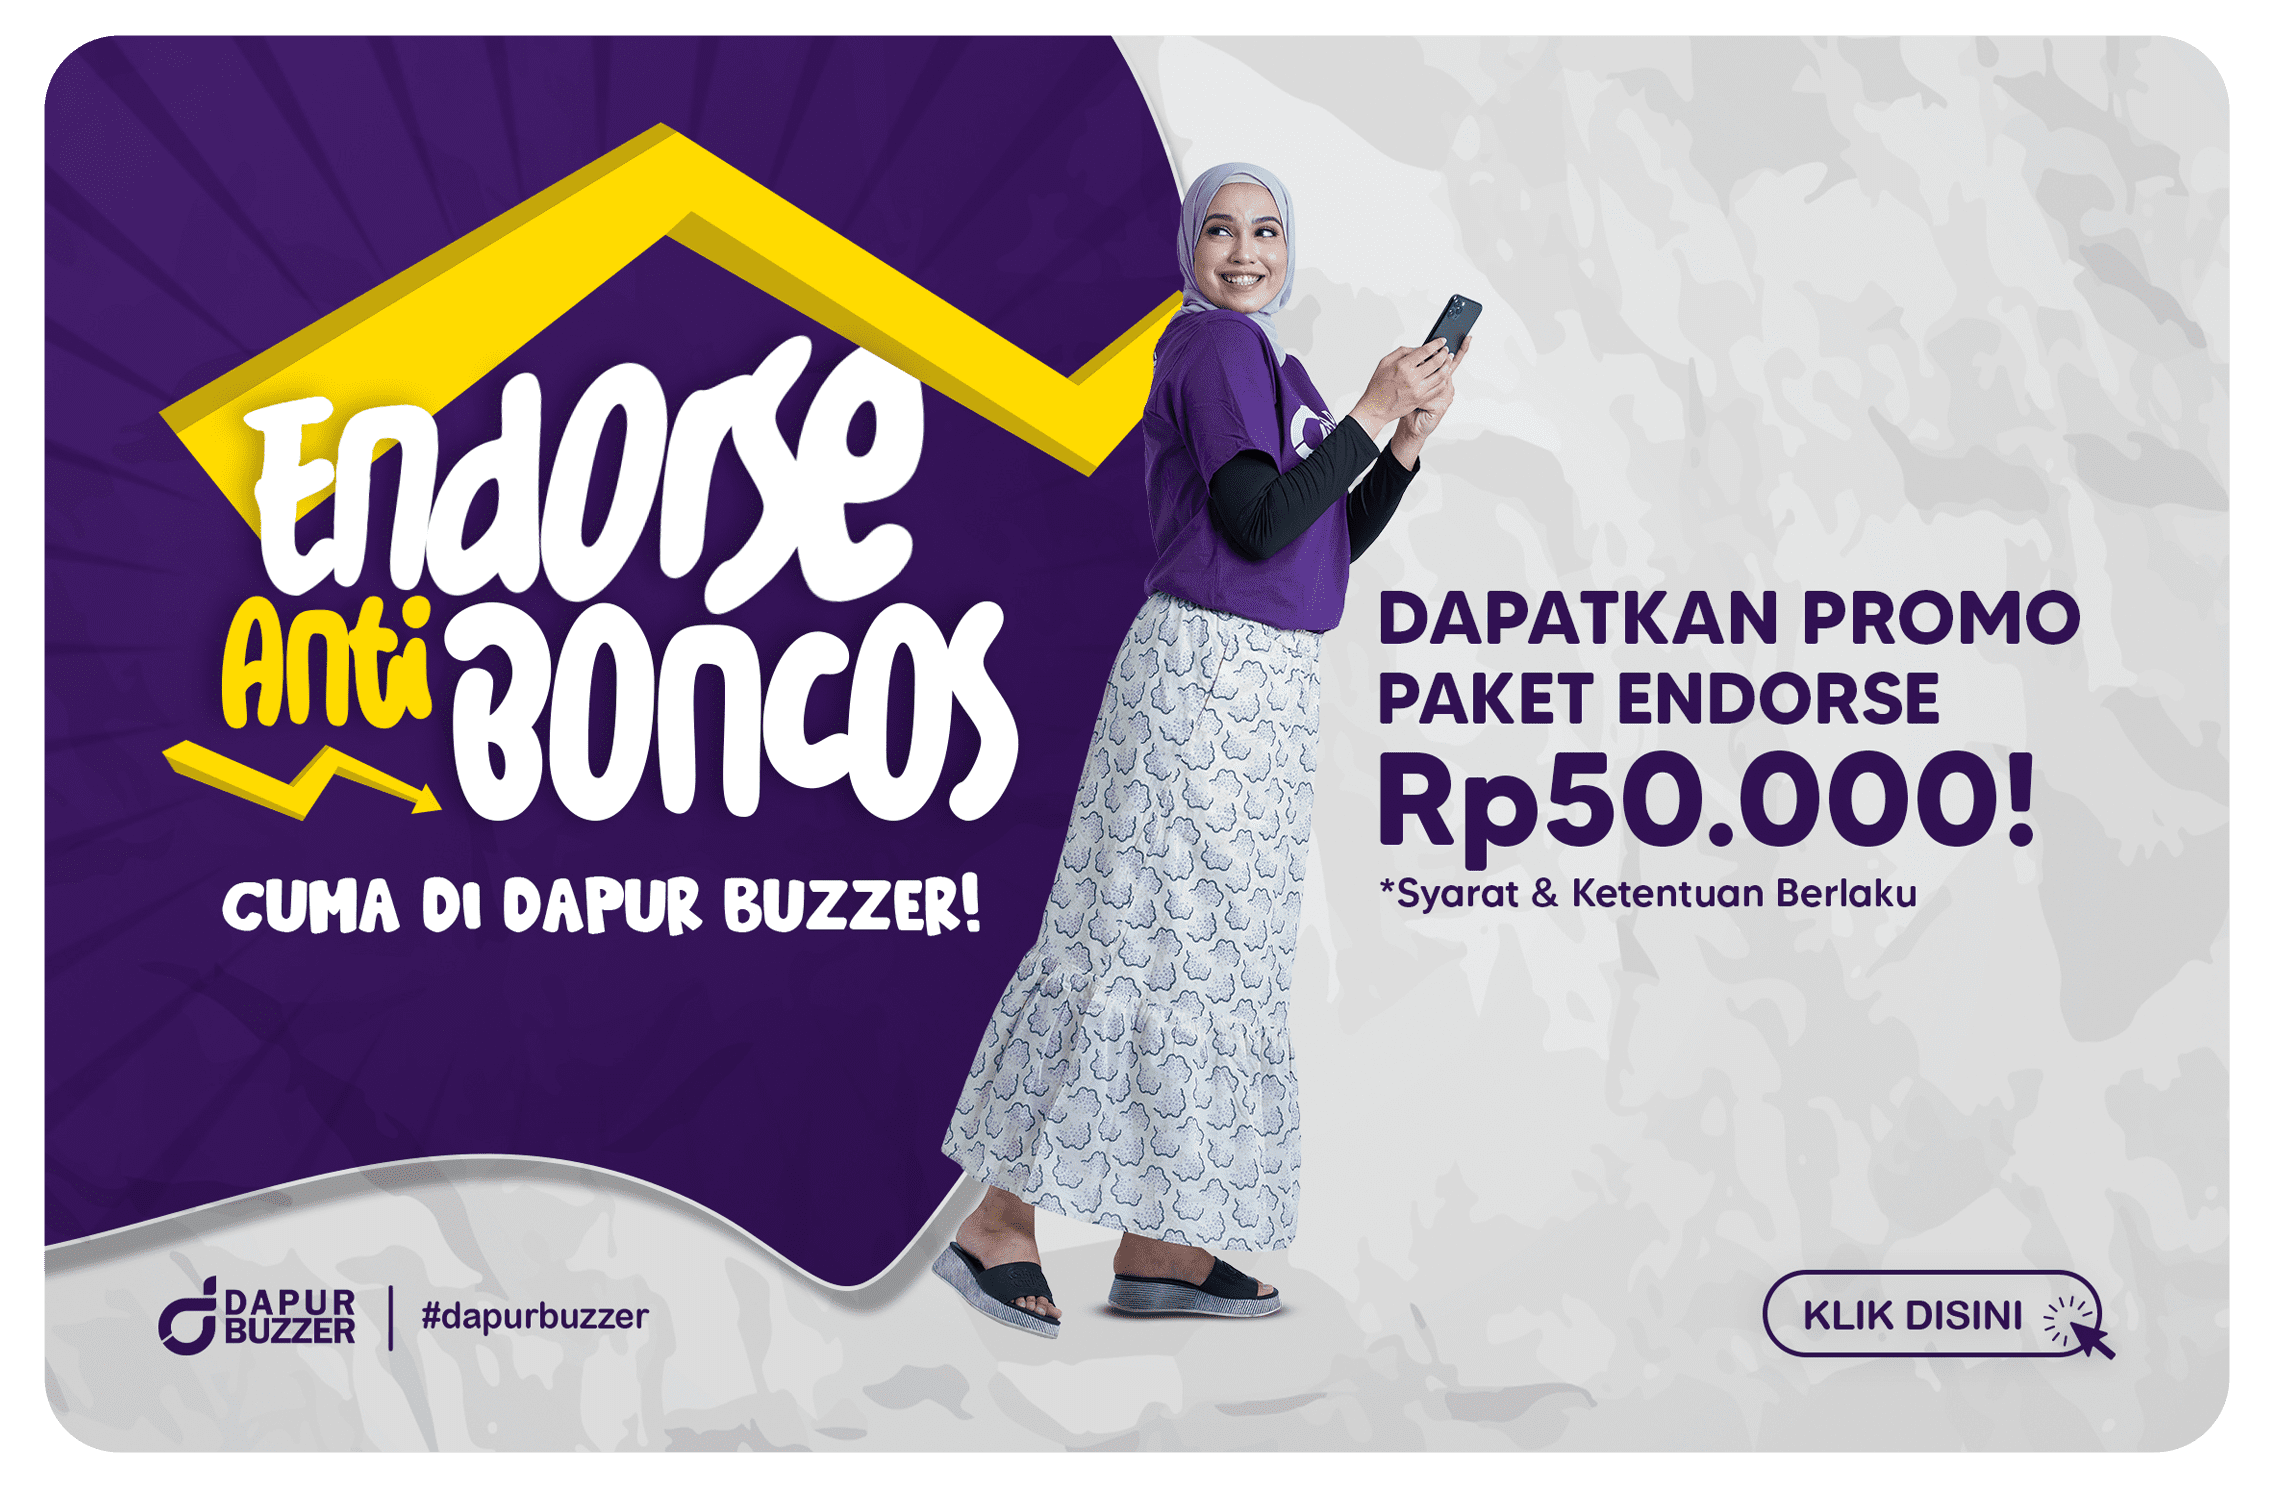 Endorse
Anti Boncos
CUMA DI DAPUR BUZZER!
DAPATKAN PROMO
PAKET ENDORSE
Rp50.000!
*Syarat & Ketentuan Berlaku
DAPUR
BUZZER
#dapurbuzzer
KLIK DISINI